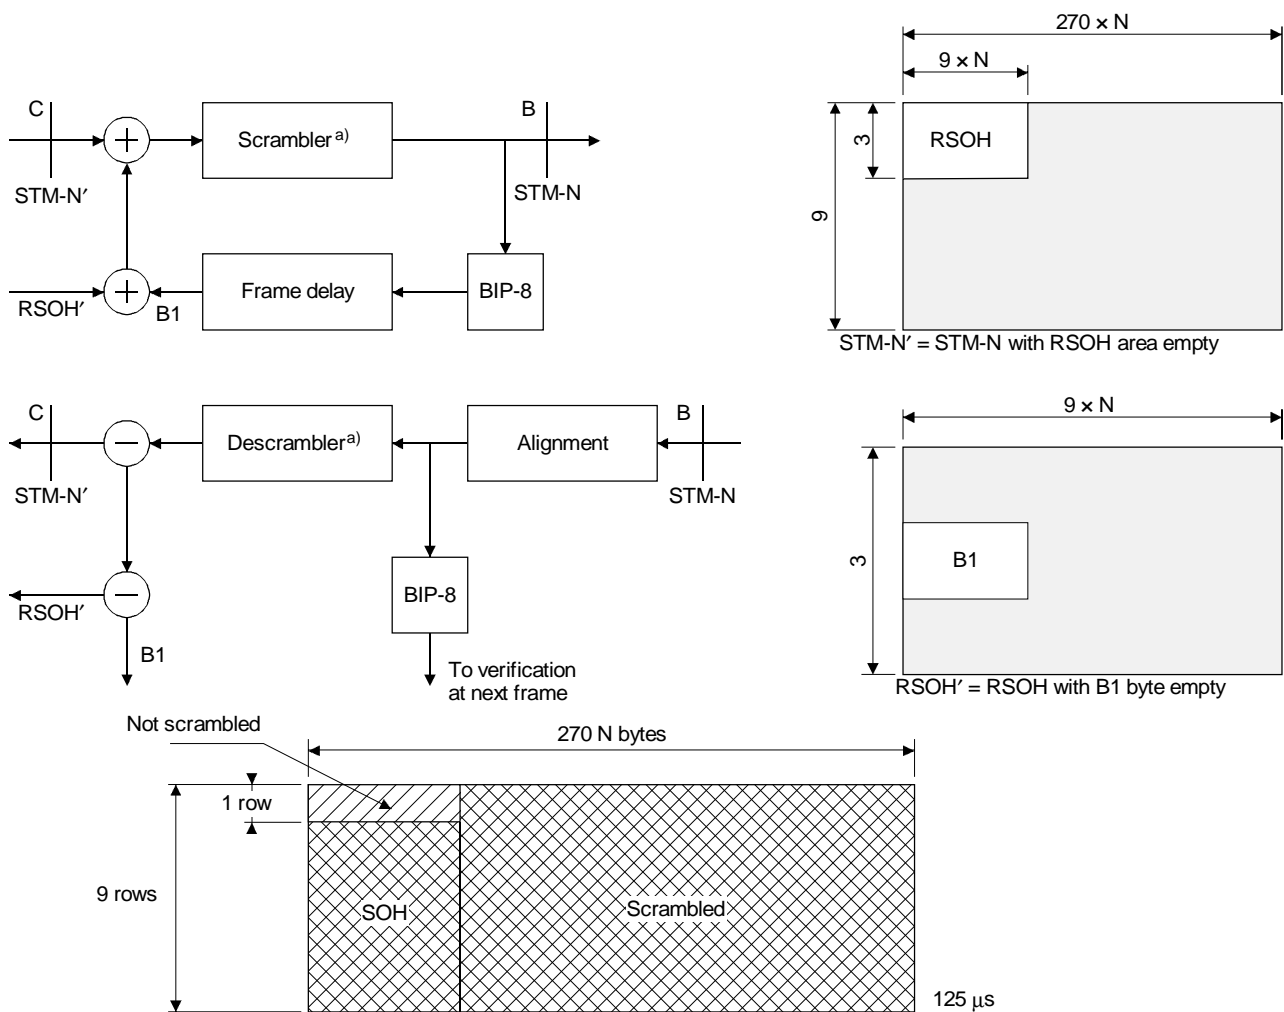 C
B
Scrambler a)
STM-N′
STM-N
RSOH′
B1
Frame delay
BIP-8
270 × N
9 × N
3
RSOH
9
STM-N′ = STM-N with RSOH area empty
C
B
Descrambler a)
Alignment
STM-N′
STM-N
BIP-8
RSOH′
B1
To verification
at next frame
9 × N
3
B1
RSOH′ = RSOH with B1 byte empty
Not scrambled
270 N bytes
1 row
9 rows
SOH
Scrambled
125 μs